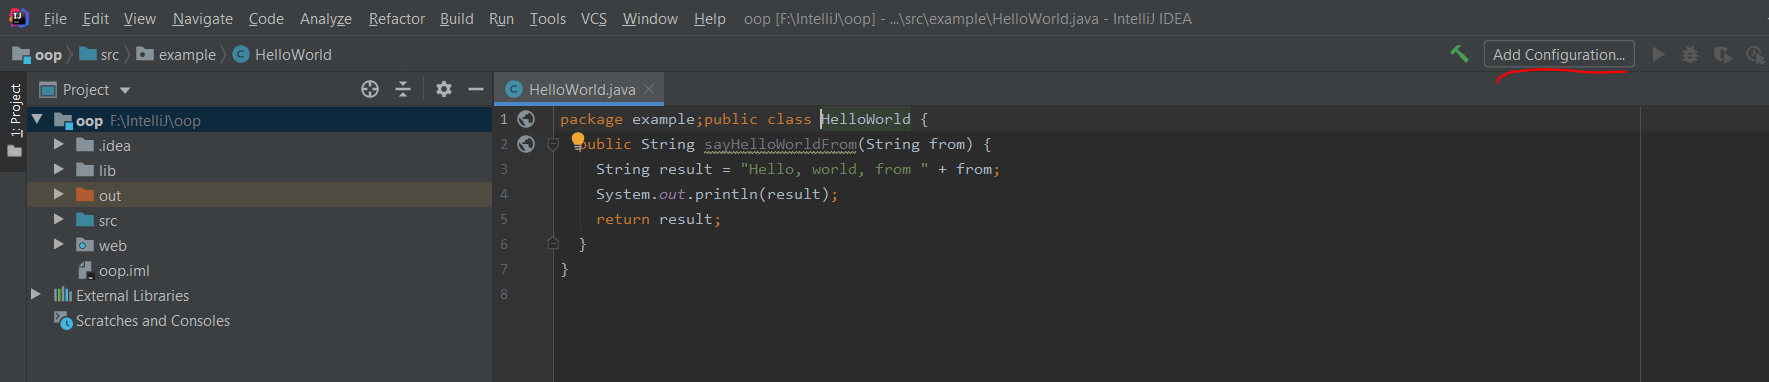 File Edit View Navigate Code Analyze Refactor Build Run Tools VCS Window Help oop [F:\IntelliJ\oop] - ...\src\example\HelloWorld.java - IntelliJ IDEA
oop src example HelloWorld Add Configuration...
1: Project
Project
HelloWorld.java
oop F:\IntelliJ\oop
.idea
lib
out
src
web
oop.iml
External Libraries
Scratches and Consoles
1 package example;public class HelloWorld {
2 public String sayHelloWorldFrom(String from) {
3 String result = "Hello, world, from " + from;
4 System.out.println(result);
5 return result;
6 }
7 }
8